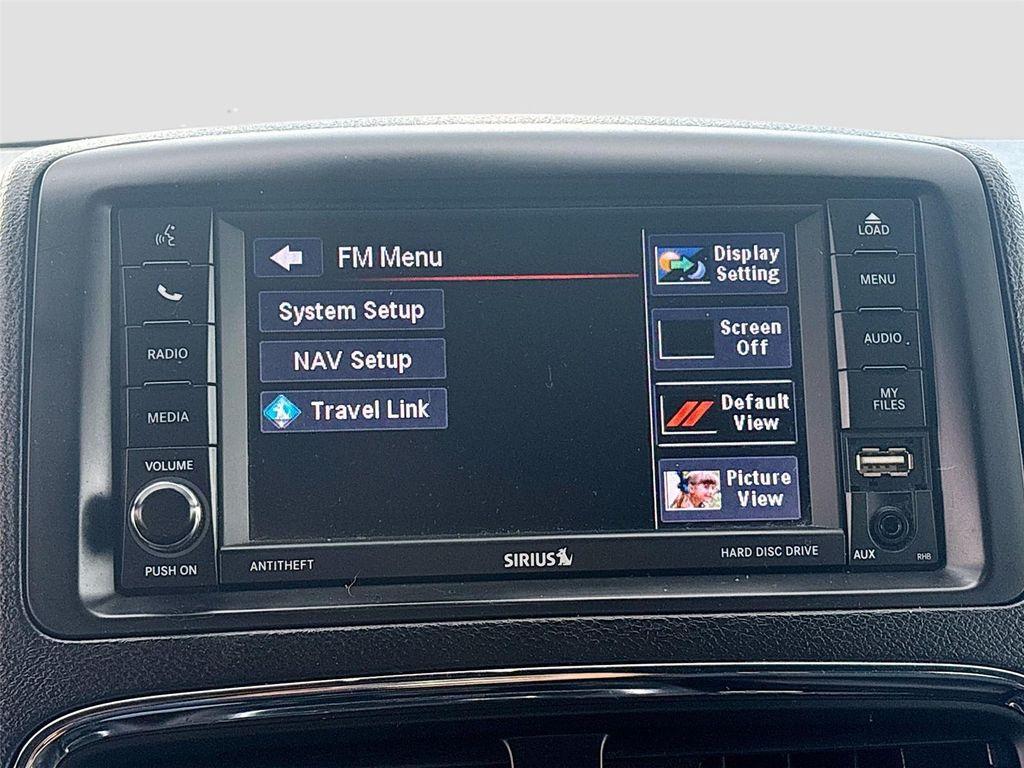 RADIO
MEDIA
VOLUME
PUSH ON
FM Menu
System Setup
NAV Setup
Travel Link
Display
Setting
Screen
Off
Default
View
Picture
View
ANTITHEFT
SIRIUS
HARD DISC DRIVE
LOAD
MENU
AUDIO
MY
FILES
AUX
RHB